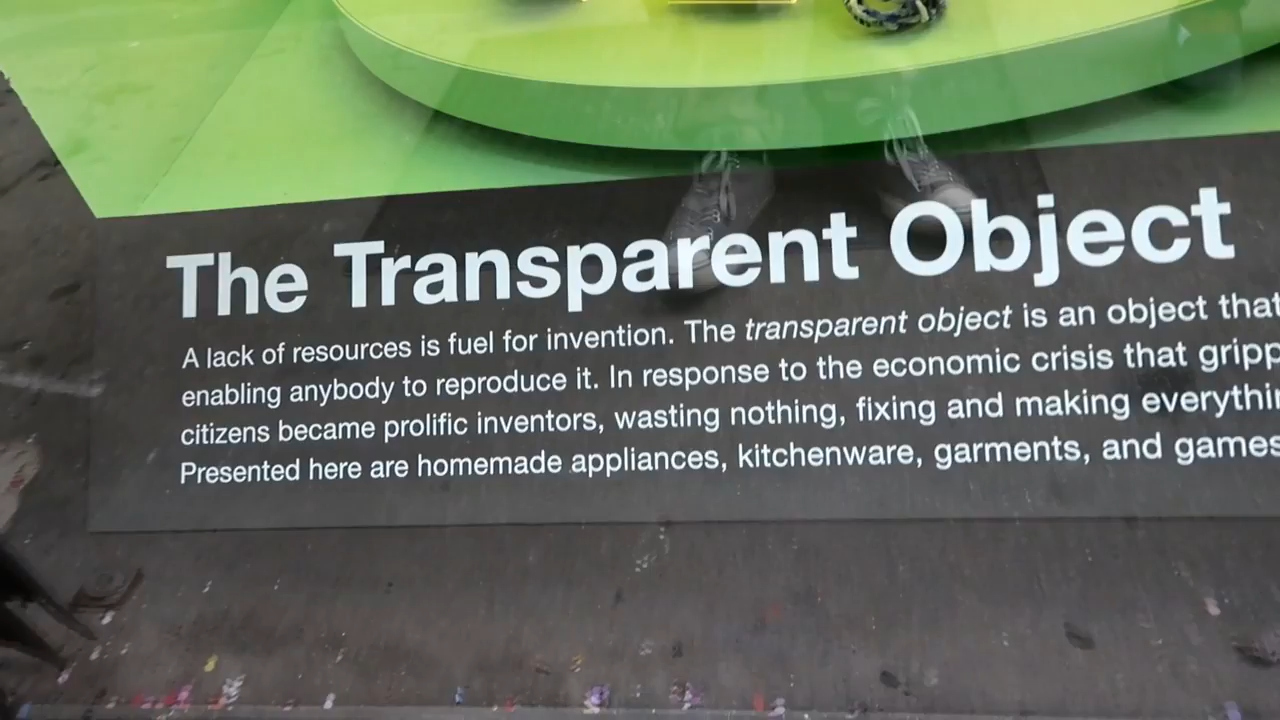 The Transparent Object
A lack of resources is fuel for invention. The transparent object is an object that
enabling anybody to reproduce it. In response to the economic crisis that
citizens became prolific inventors, wasting nothing, fixing and making
Presented here are homemade appliances, kitchenware, garments, and games